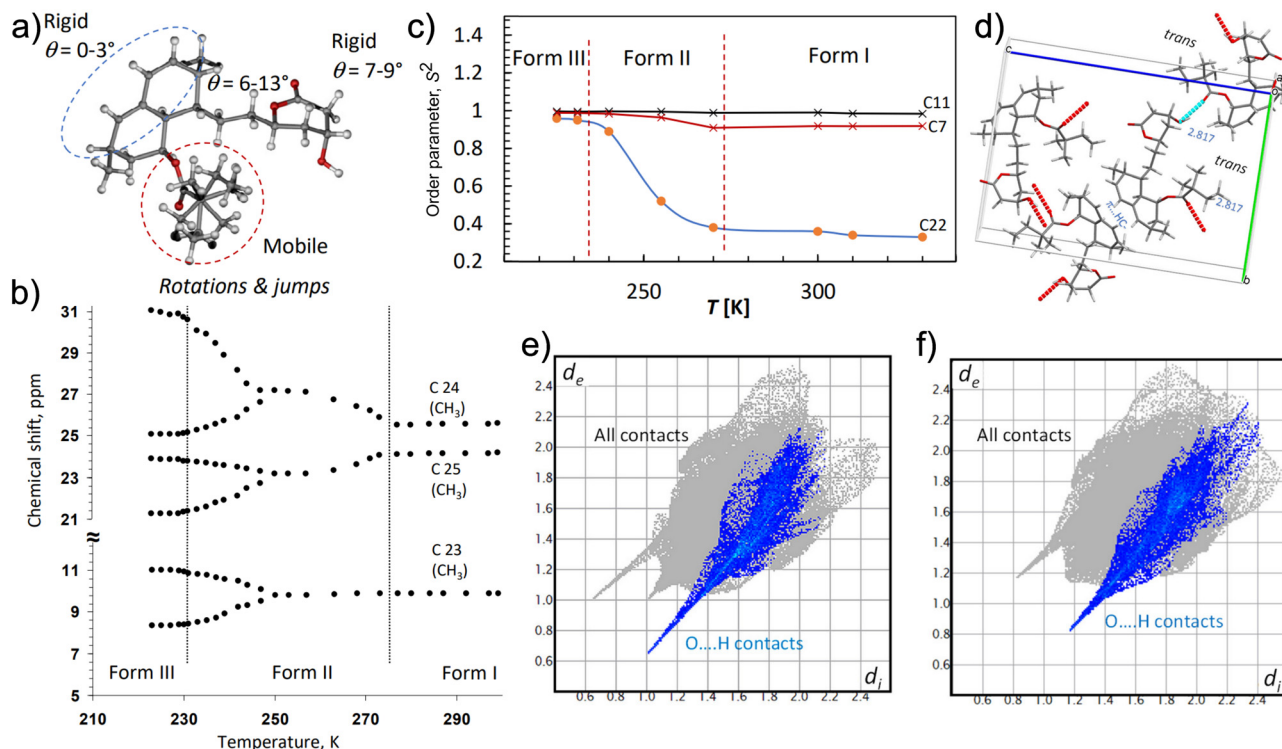 a)
Rigid
θ = 0-3°
θ = 6-13°
Rigid
θ = 7-9°
Mobile
Rotations & jumps
b)
Chemical shift, ppm
31
29
27
25
23
21
≈
11
9
7
5
C 24
(CH3)
C 25
(CH3)
C 23
(CH3)
Form III
Form II
Form I
210
230
250
270
290
Temperature, K
c)
Order parameter, S²
1.4
1.2
1
0.8
0.6
0.4
0.2
Form III
Form II
Form I
C11
C7
C22
250
300
T [K]
d)
trans
c
a
o
2.817
trans
2.817
π...HC
b
e)
de
2.4
2.2
2.0
1.8
1.6
1.4
1.2
1.0
0.8
0.6
All contacts
O....H contacts
0.6 0.8 1.0 1.2 1.4 1.6 1.8 2.0 2.2 2.4
di
f)
de
2.4
2.2
2.0
1.8
1.6
1.4
1.2
1.0
0.8
0.6
All contacts
O....H contacts
0.6 0.8 1.0 1.2 1.4 1.6 1.8 2.0 2.2 2.4
di